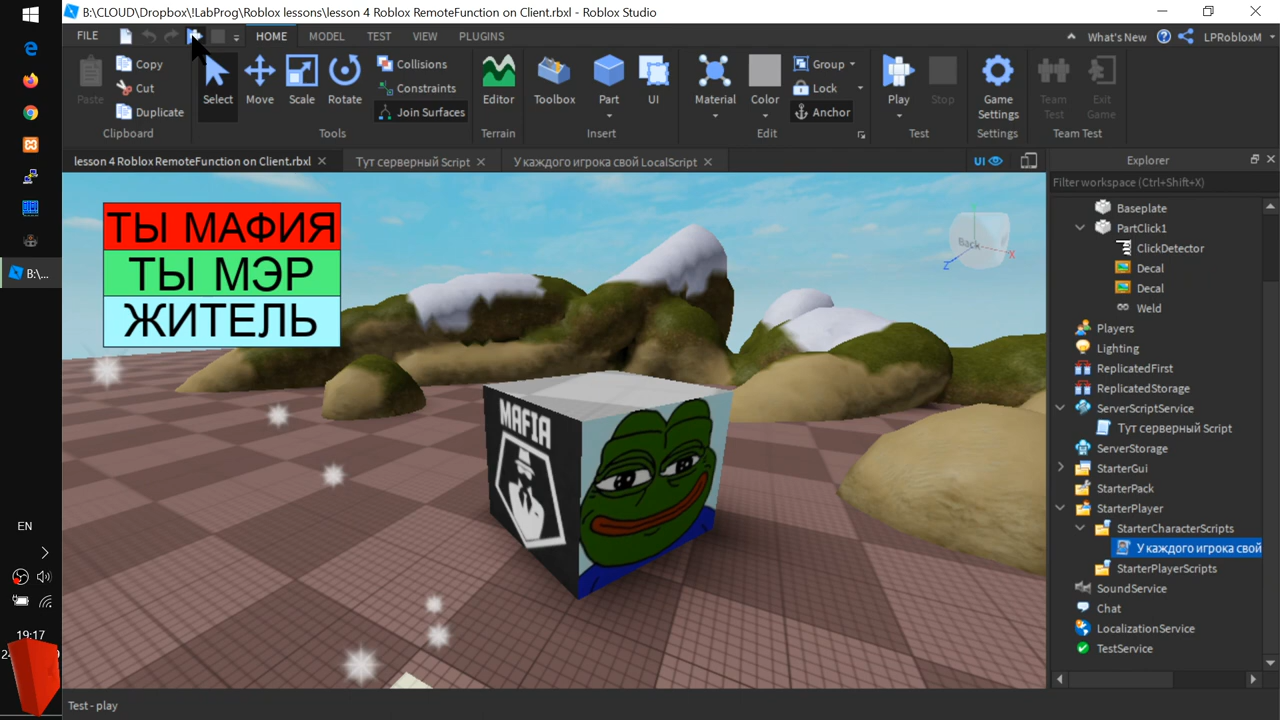 B:\CLOUD\Dropbox\!LabProg\Roblox lessons\lesson 4 Roblox RemoteFunction on Client.rbxl - Roblox Studio
FILE HOME MODEL TEST VIEW PLUGINS What's New LPRobloxM
Paste Copy Cut Duplicate Clipboard
Select Move Scale Rotate Collisions Constraints Join Surfaces Tools
Editor Terrain
Toolbox Part UI Insert
Material Color Group Lock Anchor Edit
Play Stop Test
Game Settings Settings
Team Test Exit Game Team Test
lesson 4 Roblox RemoteFunction on Client.rbxl Тут серверный Script У каждого игрока свой LocalScript UI
ТЫ МАФИЯ
ТЫ МЭР
ЖИТЕЛЬ
MAFIA
Back
X
Z
Explorer
Filter workspace (Ctrl+Shift+X)
Baseplate
PartClick1
ClickDetector
Decal
Decal
Weld
Players
Lighting
ReplicatedFirst
ReplicatedStorage
ServerScriptService
Тут серверный Script
ServerStorage
StarterGui
StarterPack
StarterPlayer
StarterCharacterScripts
У каждого игрока свой
StarterPlayerScripts
SoundService
Chat
LocalizationService
TestService
B:\...
EN
19:17
Test - play